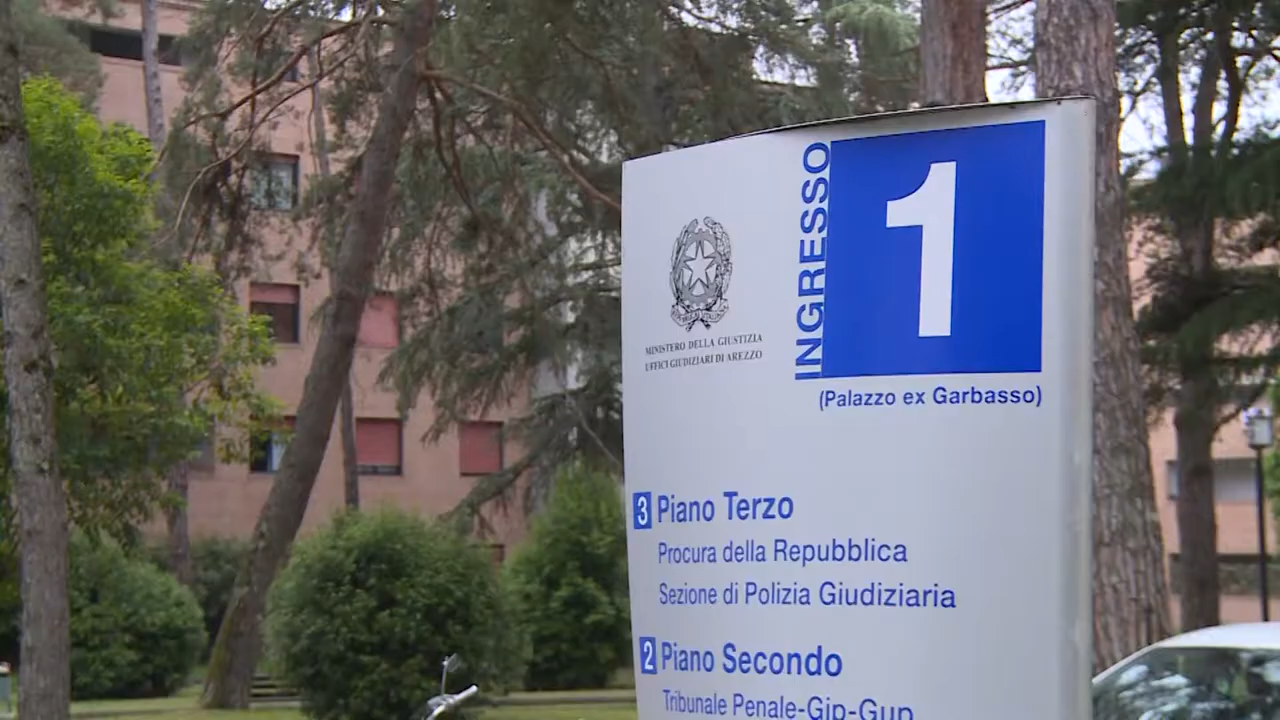 INGRESSO
1
MINISTERO DELLA GIUSTIZIA
UFFICI GIUDIZIARI DI AREZZO
(Palazzo ex Garbasso)
3 Piano Terzo
Procura della Repubblica
Sezione di Polizia Giudiziaria
2 Piano Secondo
Tribunale Penale-Gip-Gup